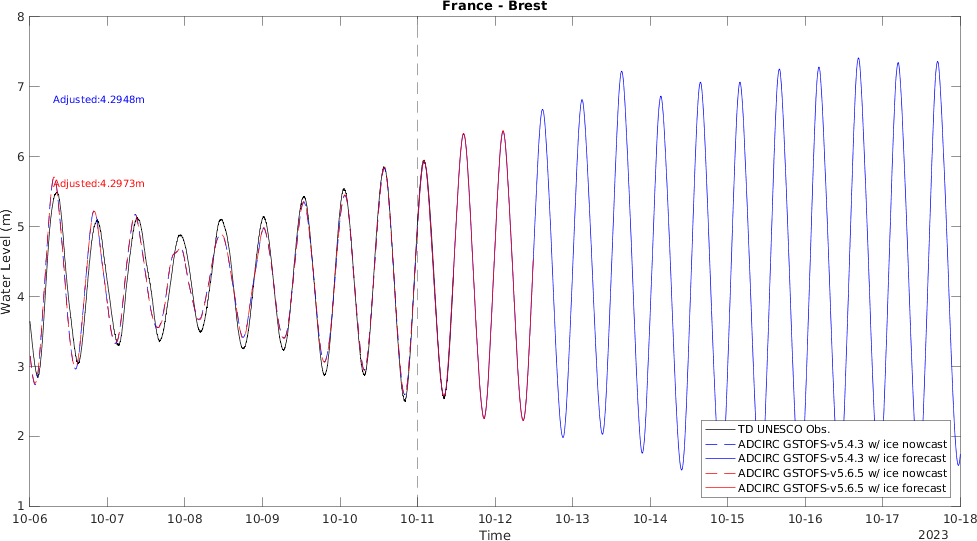 France - Brest
8
7
6
5
4
3
2
1
Water Level (m)
Adjusted:4.2948m
Adjusted:4.2973m
TD UNESCO Obs.
ADCIRC GSTOFS-v5.4.3 w/ ice nowcast
ADCIRC GSTOFS-v5.4.3 w/ ice forecast
ADCIRC GSTOFS-v5.6.5 w/ ice nowcast
ADCIRC GSTOFS-v5.6.5 w/ ice forecast
10-06 10-07 10-08 10-09 10-10 10-11 10-12 10-13 10-14 10-15 10-16 10-17 10-18
Time
2023